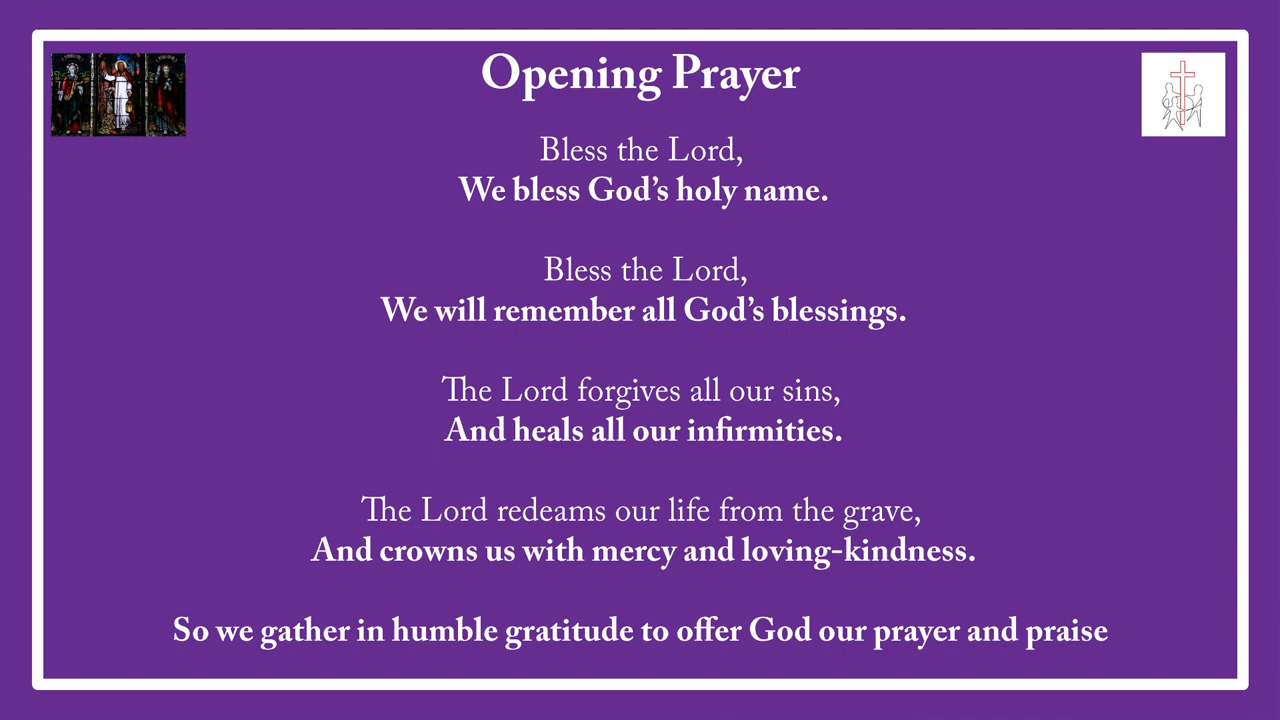 Opening Prayer
Bless the Lord,
We bless God’s holy name.
Bless the Lord,
We will remember all God’s blessings.
The Lord forgives all our sins,
And heals all our infirmities.
The Lord redeams our life from the grave,
And crowns us with mercy and loving-kindness.
So we gather in humble gratitude to offer God our prayer and praise